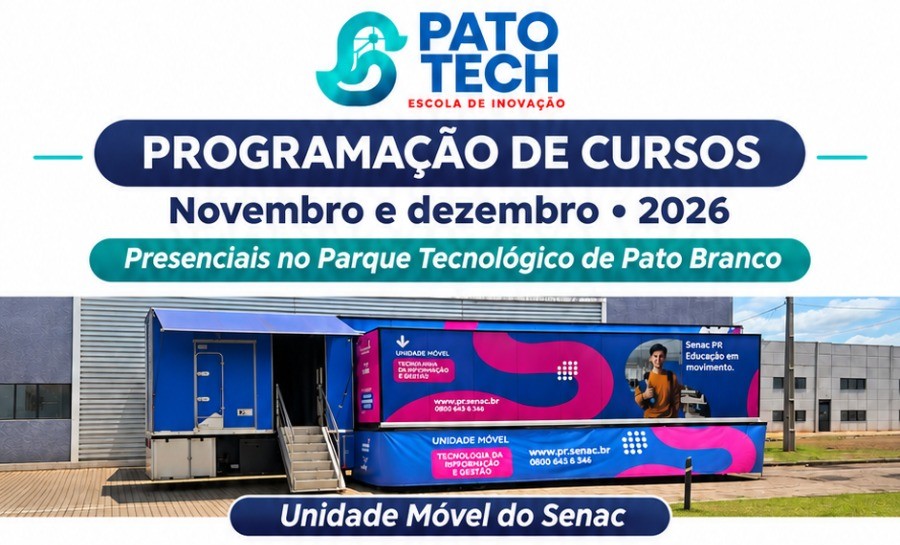 PATO
TECH
ESCOLA DE INOVAÇÃO
PROGRAMAÇÃO DE CURSOS
Novembro e dezembro • 2026
Presenciais no Parque Tecnológico de Pato Branco
UNIDADE MÓVEL
TECNOLOGIA
DA INFORMAÇÃO
E GESTÃO
www.pr.senac.br
0800 643 6 346
Senac PR
Educação em
movimento.
UNIDADE MÓVEL
TECNOLOGIA DA
INFORMAÇÃO
E GESTÃO
www.pr.senac.br
0800 643 6 346
Unidade Móvel do Senac